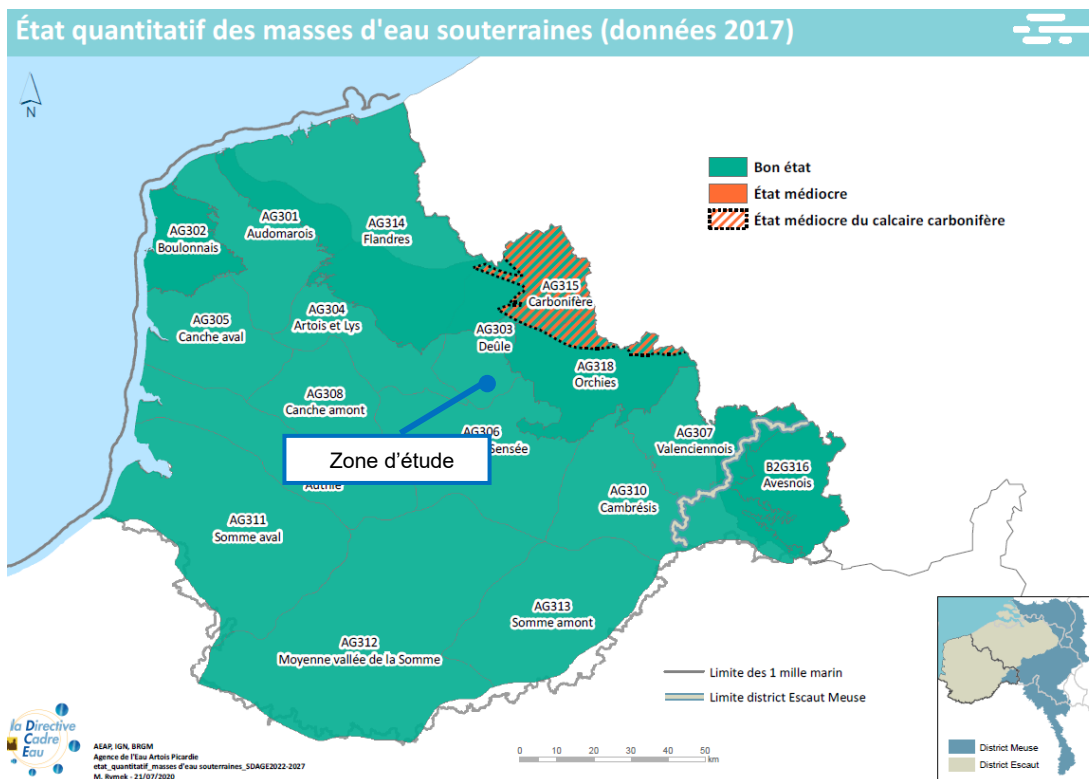 État quantitatif des masses d'eau souterraines (données 2017)
N
Bon état
État médiocre
État médiocre du calcaire carbonifère
AG302
Boulonnais
AG301
Audomarois
AG314
Flandres
AG315
Carbonifère
AG305
Canche aval
AG304
Artois et Lys
AG303
Deûle
AG318
Orchies
AG308
Canche amont
AG306
Sensée
Zone d'étude
Authie
AG307
Valenciennois
B2G316
Avesnois
AG310
Cambrésis
AG311
Somme aval
AG313
Somme amont
AG312
Moyenne vallée de la Somme
Limite des 1 mille marin
Limite district Escaut Meuse
la Directive
Cadre
Eau
AEAP, IGN, BRGM
Agence de l'Eau Artois Picardie
etat_quantitatif_masses d'eau souterraines_SDAGE2022-2027
M. Rymek - 21/07/2020
0 10 20 30 40 50
km
District Meuse
District Escaut